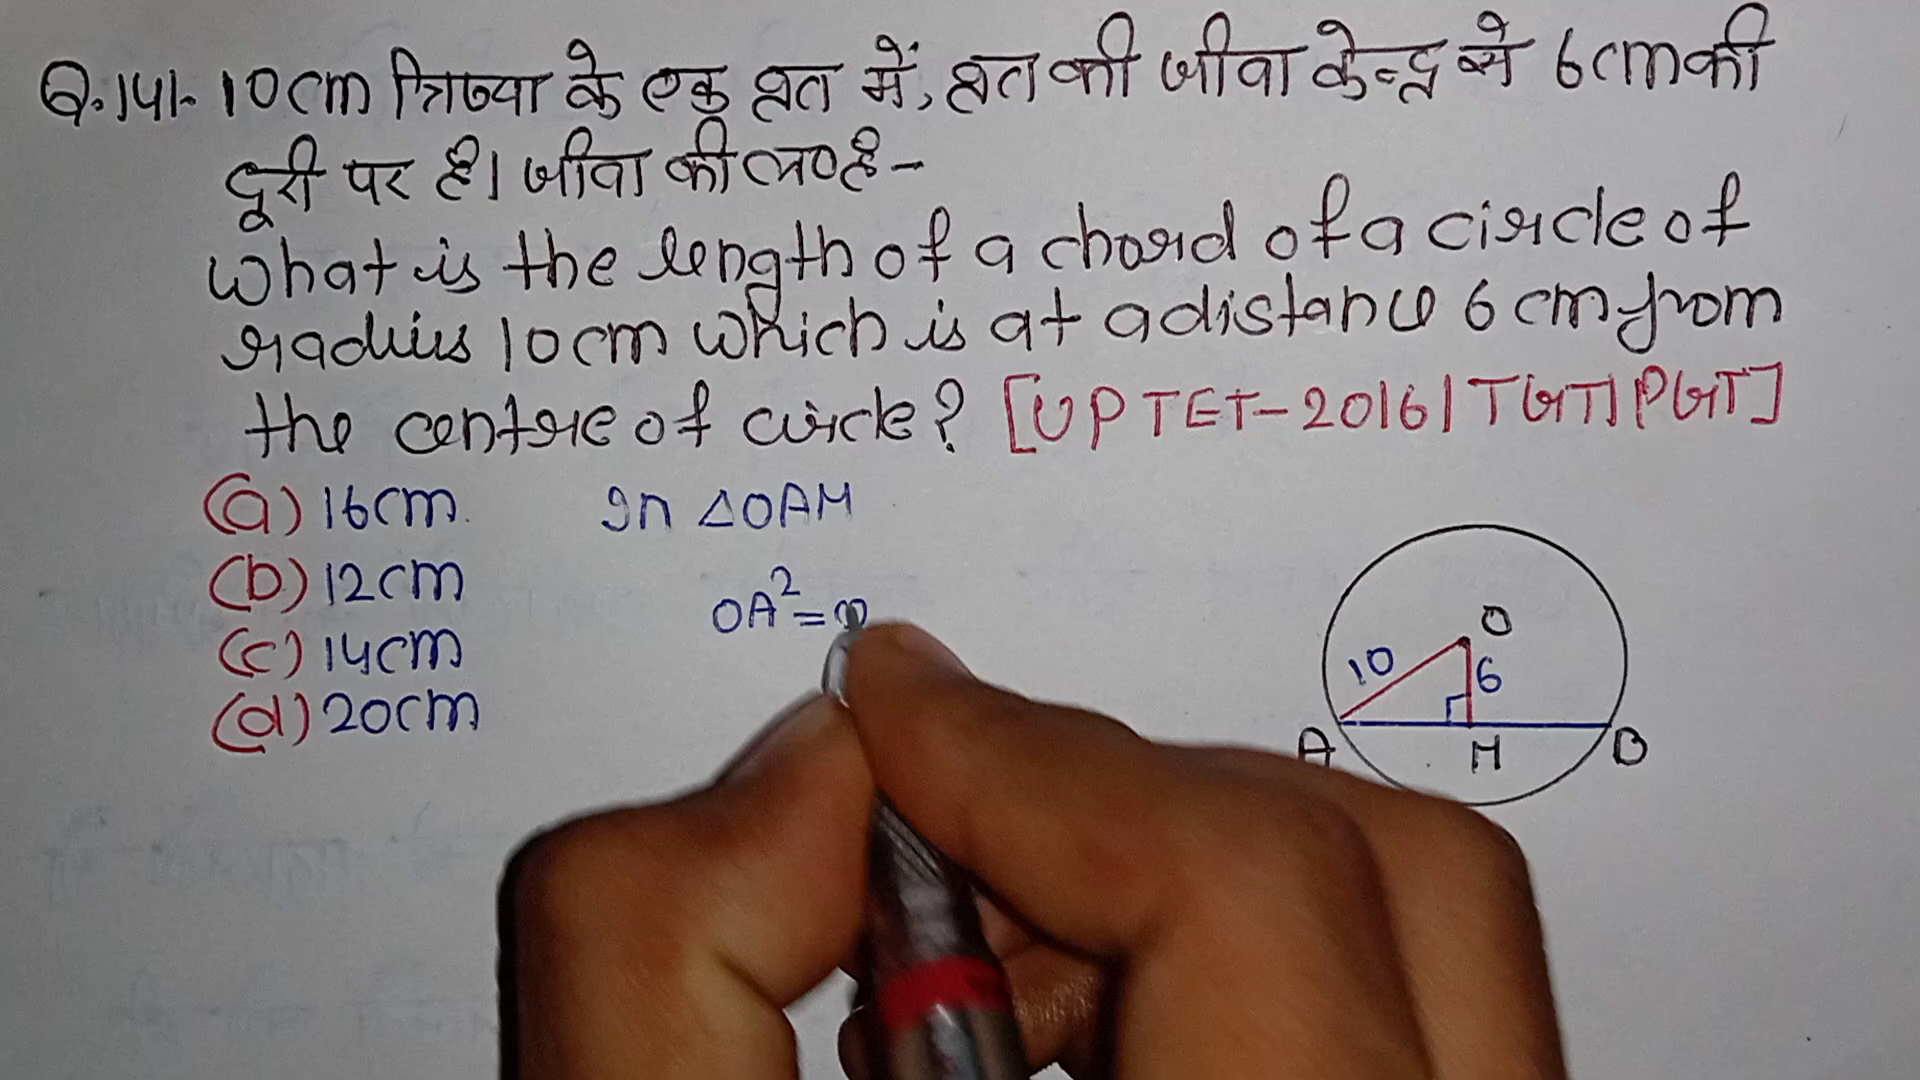 Q.141. 10cm त्रिज्या के एक वृत में, वृत की जीवा केन्द्र से 6cm की
दूरी पर है। जीवा की ल० है-
What is the length of a chord of a circle of
radius 10cm which is at a distance 6 cm from
the centre of circle? [UPTET-2016|TGT|PGT]
(a) 16cm.
(b) 12cm
(c) 14cm
(d) 20cm
In △OAM
OA²=
O
10
6
A
M
B